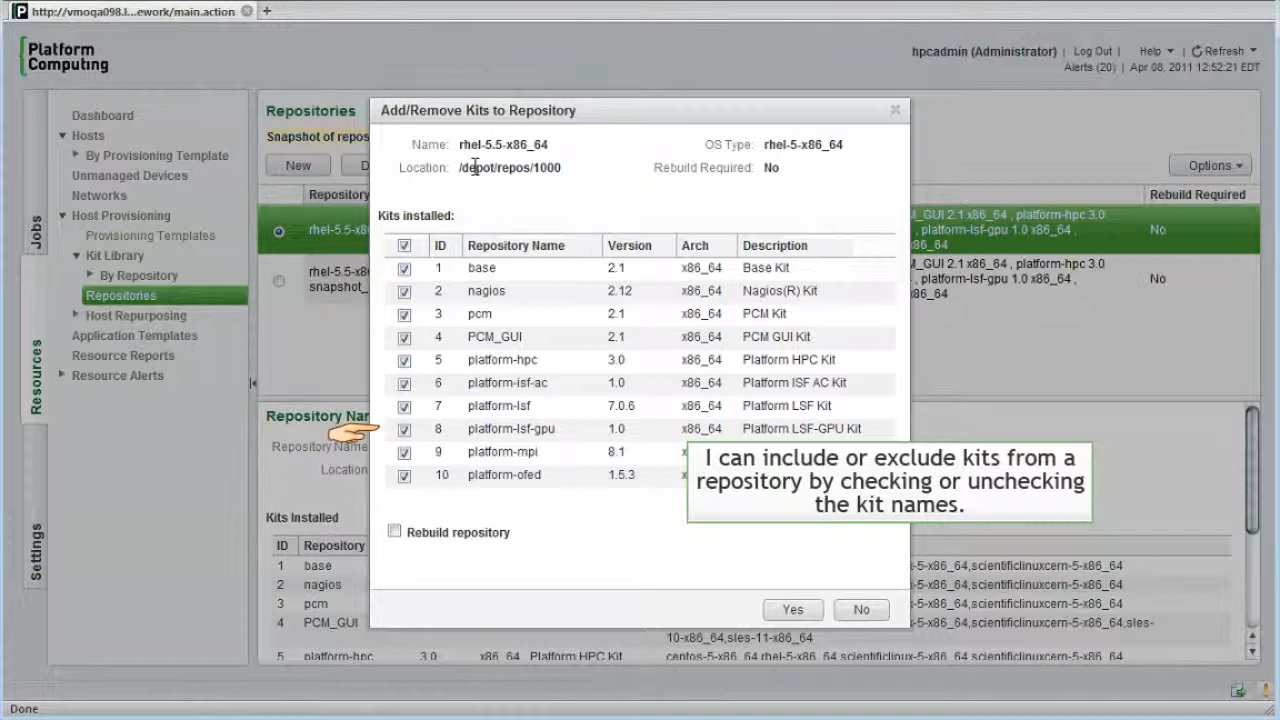 http://vmoqa098.l...ework/main.action
Platform
Computing
hpcadmin (Administrator) | Log Out | Help | Refresh
Alerts (20) | Apr 08, 2011 12:52:21 EDT
Jobs
Resources
Settings
Dashboard
Hosts
By Provisioning Template
Unmanaged Devices
Networks
Host Provisioning
Provisioning Templates
Kit Library
By Repository
Repositories
Host Repurposing
Application Templates
Resource Reports
Resource Alerts
Repositories
Snapshot of repos
New D Options
Repository Rebuild Required
rhel-5.5-x8 M_GUI 2.1 x86_64 , platform-hpc 3.0
, platform-lsf-gpu 1.0 x86_64 , No
x86_64
rhel-5.5-x8
snapshot_
M_GUI 2.1 x86_64 , platform-hpc 3.0
, platform-lsf-gpu 1.0 x86_64 , No
x86_64
Add/Remove Kits to Repository
Name: rhel-5.5-x86_64 OS Type: rhel-5-x86_64
Location: /depot/repos/1000 Rebuild Required: No
Kits installed:
ID Repository Name Version Arch Description
1 base 2.1 x86_64 Base Kit
2 nagios 2.12 x86_64 Nagios(R) Kit
3 pcm 2.1 x86_64 PCM Kit
4 PCM_GUI 2.1 x86_64 PCM GUI Kit
5 platform-hpc 3.0 x86_64 Platform HPC Kit
6 platform-isf-ac 1.0 x86_64 Platform ISF AC Kit
7 platform-lsf 7.0.6 x86_64 Platform LSF Kit
8 platform-lsf-gpu 1.0 x86_64 Platform LSF-GPU Kit
9 platform-mpi 8.1
10 platform-ofed 1.5.3
I can include or exclude kits from a
repository by checking or unchecking
the kit names.
Rebuild repository
Yes No
Repository Nam
Repository Name
Location
Kits Installed
ID Repository
1 base -5-x86_64,scientificlinuxcern-5-x86_64
2 nagios -5-x86_64,scientificlinuxcern-5-x86_64
3 pcm -5-x86_64,scientificlinuxcern-5-x86_64
4 PCM_GUI -5-x86_64,scientificlinuxcern-5-x86_64,sles-
10-x86_64,sles-11-x86_64
5 platform-hpc 3.0 x86_64 Platform HPC Kit centos-5-x86_64,rhel-5-x86_64,scientificlinux-5-x86_64,scientificlinuxcern-5-x86_64
Done